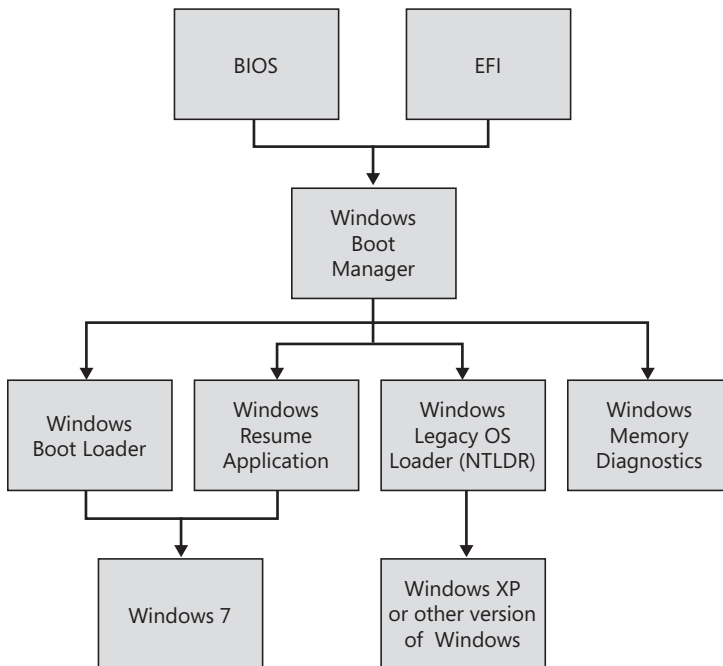 BIOS
EFI
Windows
Boot
Manager
Windows
Boot Loader
Windows
Resume
Application
Windows
Legacy OS
Loader (NTLDR)
Windows
Memory
Diagnostics
Windows 7
Windows XP
or other version
of Windows